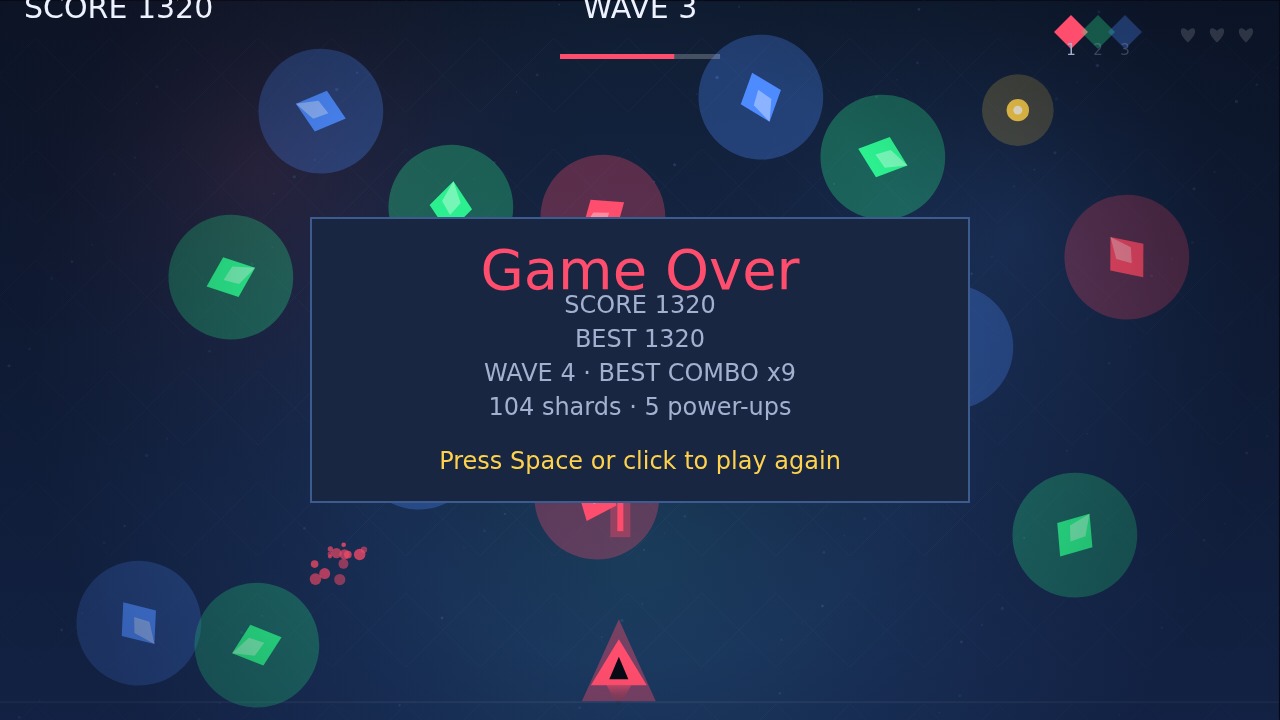 SCORE 1320
WAVE 3
1 2 3
Game Over
SCORE 1320
BEST 1320
WAVE 4 · BEST COMBO x9
104 shards · 5 power-ups
Press Space or click to play again